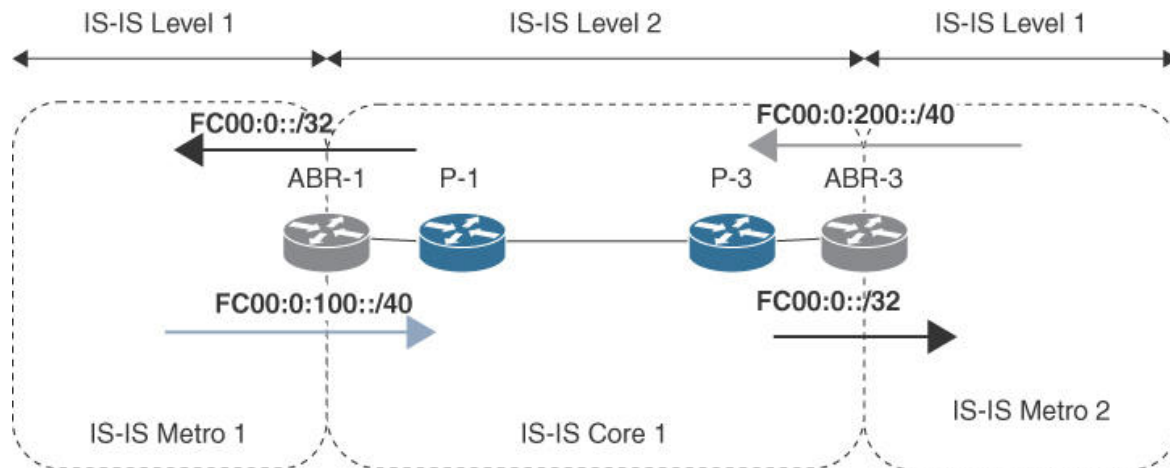 IS-IS Level 1
IS-IS Level 2
IS-IS Level 1
FC00:0::/32
FC00:0:200::/40
ABR-1
P-1
P-3
ABR-3
FC00:0:100::/40
FC00:0::/32
IS-IS Metro 1
IS-IS Core 1
IS-IS Metro 2